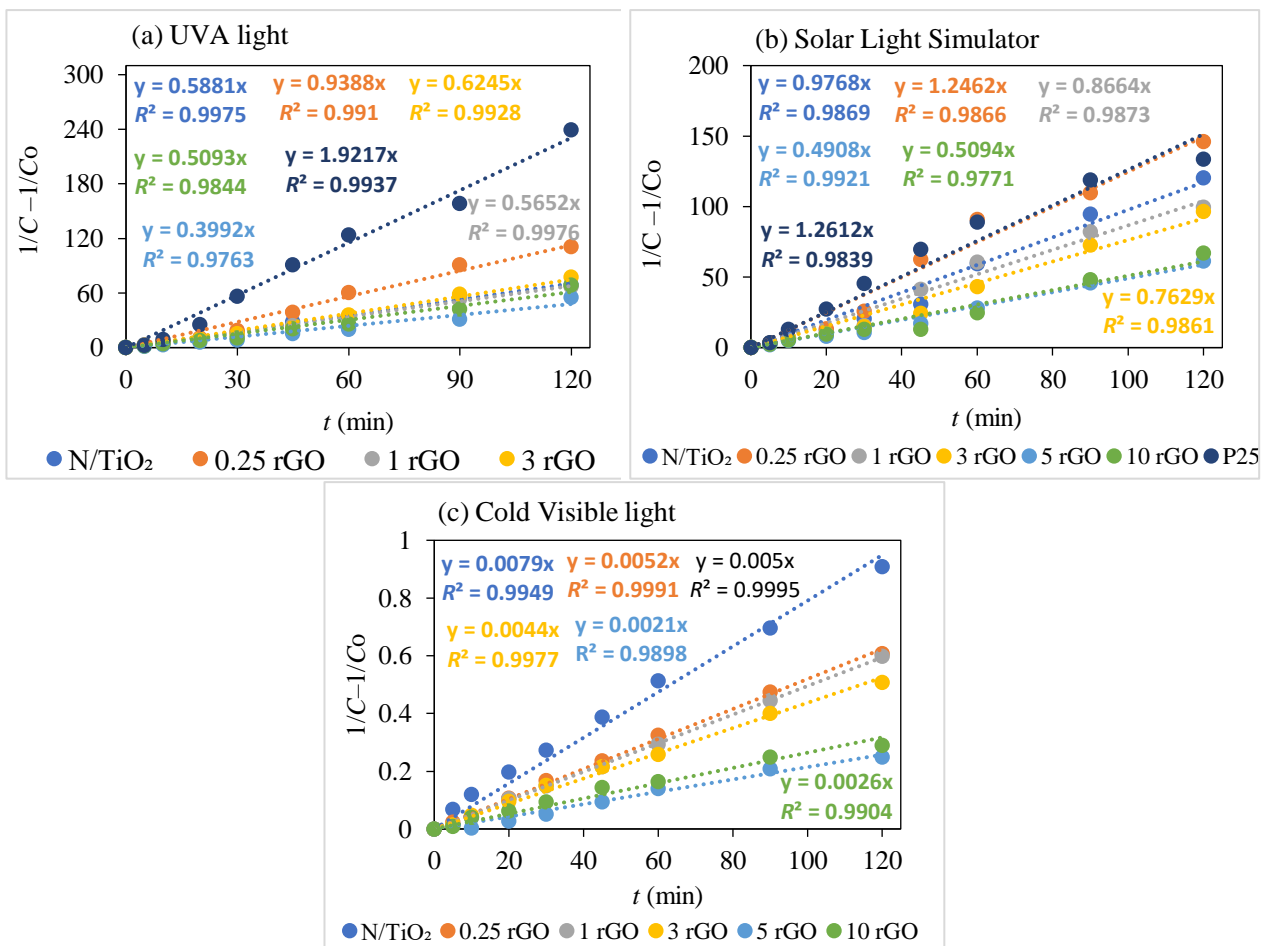 (a) UVA light
1/C –1/Co
300
240
180
120
60
0
y = 0.5881x
R² = 0.9975
y = 0.9388x
R² = 0.991
y = 0.6245x
R² = 0.9928
y = 0.5093x
R² = 0.9844
y = 1.9217x
R² = 0.9937
y = 0.3992x
R² = 0.9763
y = 0.5652x
R² = 0.9976
0 30 60 90 120
t (min)
N/TiO₂ 0.25 rGO 1 rGO 3 rGO
(b) Solar Light Simulator
1/C –1/Co
200
150
100
50
0
y = 0.9768x
R² = 0.9869
y = 1.2462x
R² = 0.9866
y = 0.8664x
R² = 0.9873
y = 0.4908x
R² = 0.9921
y = 0.5094x
R² = 0.9771
y = 1.2612x
R² = 0.9839
y = 0.7629x
R² = 0.9861
0 20 40 60 80 100 120
t (min)
N/TiO₂ 0.25 rGO 1 rGO 3 rGO 5 rGO 10 rGO P25
(c) Cold Visible light
1/C–1/Co
1
0.8
0.6
0.4
0.2
0
y = 0.0079x
R² = 0.9949
y = 0.0052x
R² = 0.9991
y = 0.005x
R² = 0.9995
y = 0.0044x
R² = 0.9977
y = 0.0021x
R² = 0.9898
y = 0.0026x
R² = 0.9904
0 20 40 60 80 100 120
t (min)
N/TiO₂ 0.25 rGO 1 rGO 3 rGO 5 rGO 10 rGO